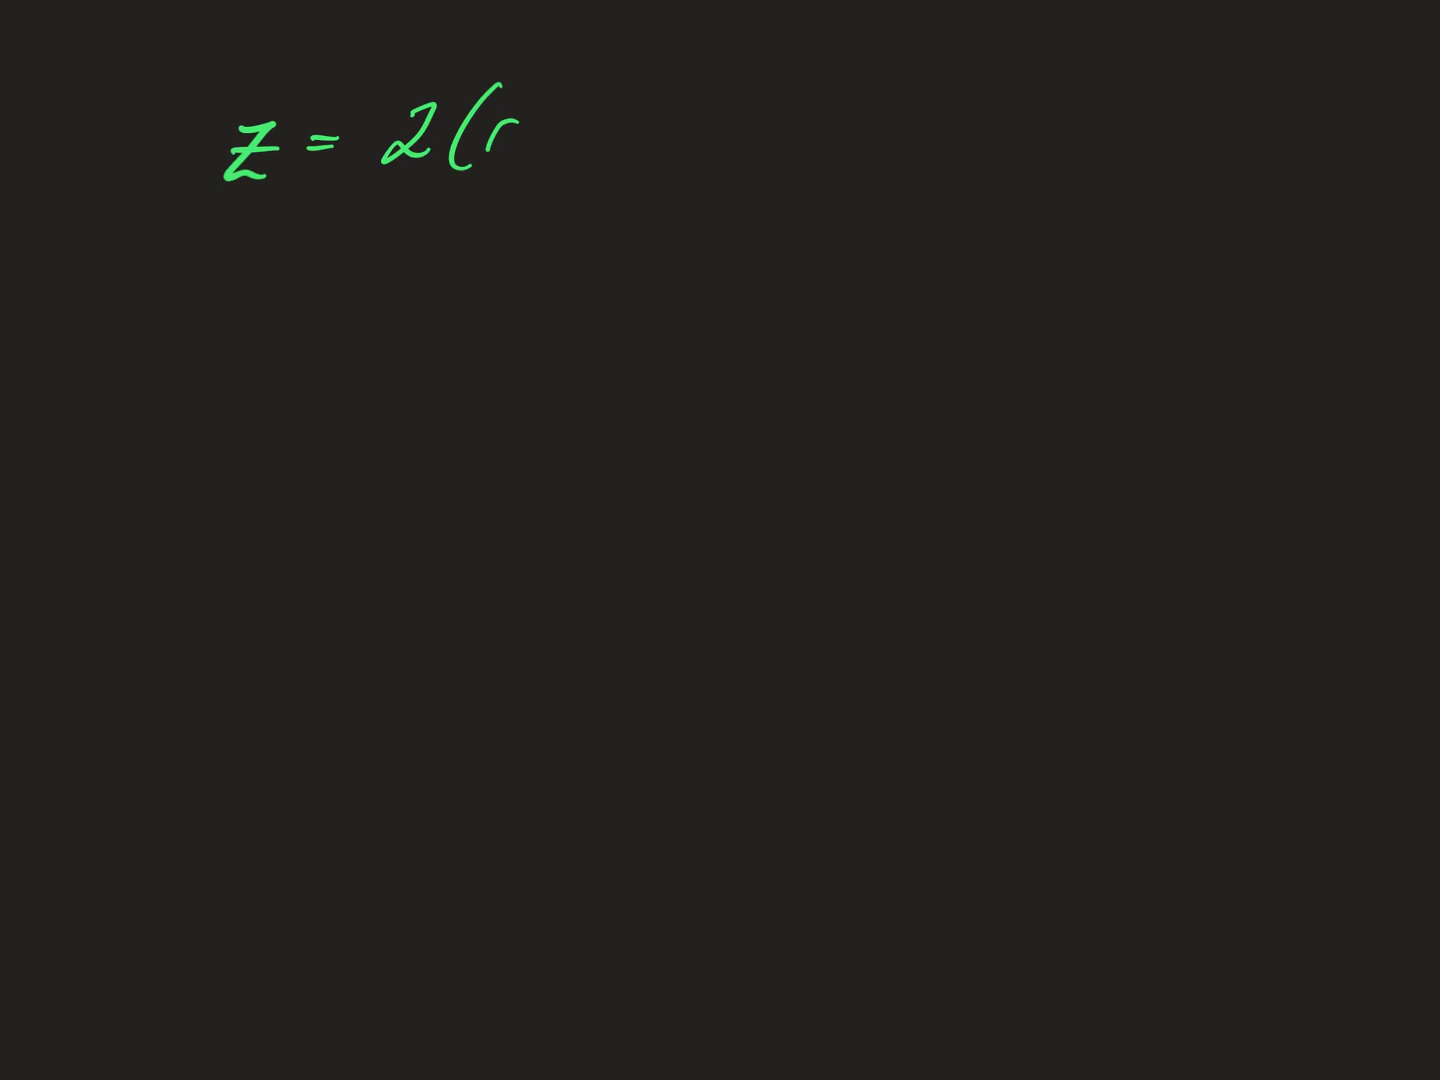 z = 2(r